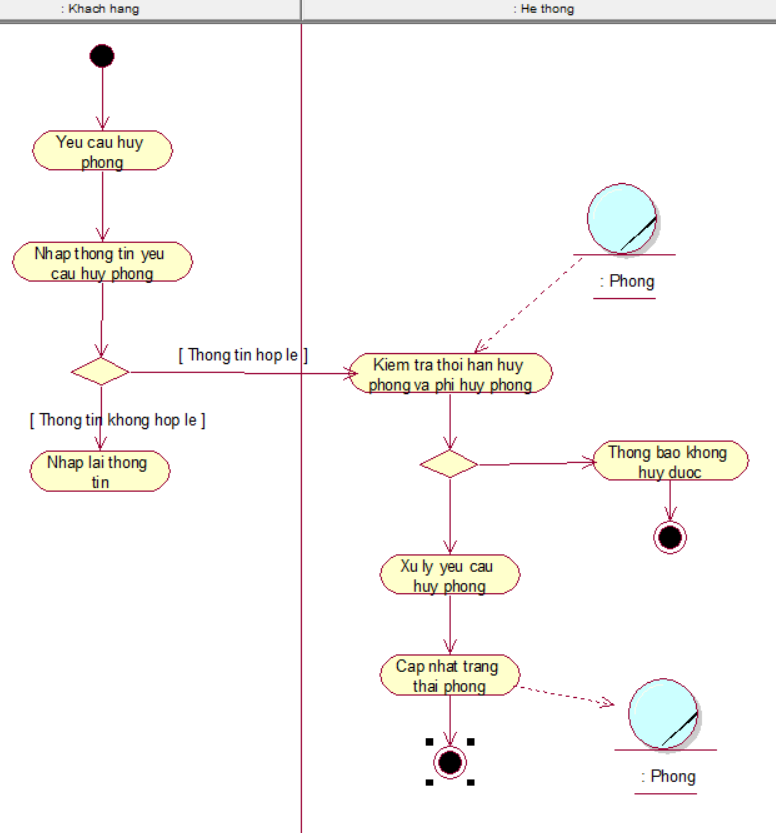 : Khach hang
: He thong
Yeu cau huy
phong
Nhap thong tin yeu
cau huy phong
: Phong
[ Thong tin hop le ]
Kiem tra thoi han huy
phong va phi huy phong
[ Thong tin khong hop le ]
Nhap lai thong
tin
Thong bao khong
huy duoc
Xu ly yeu cau
huy phong
Cap nhat trang
thai phong
: Phong